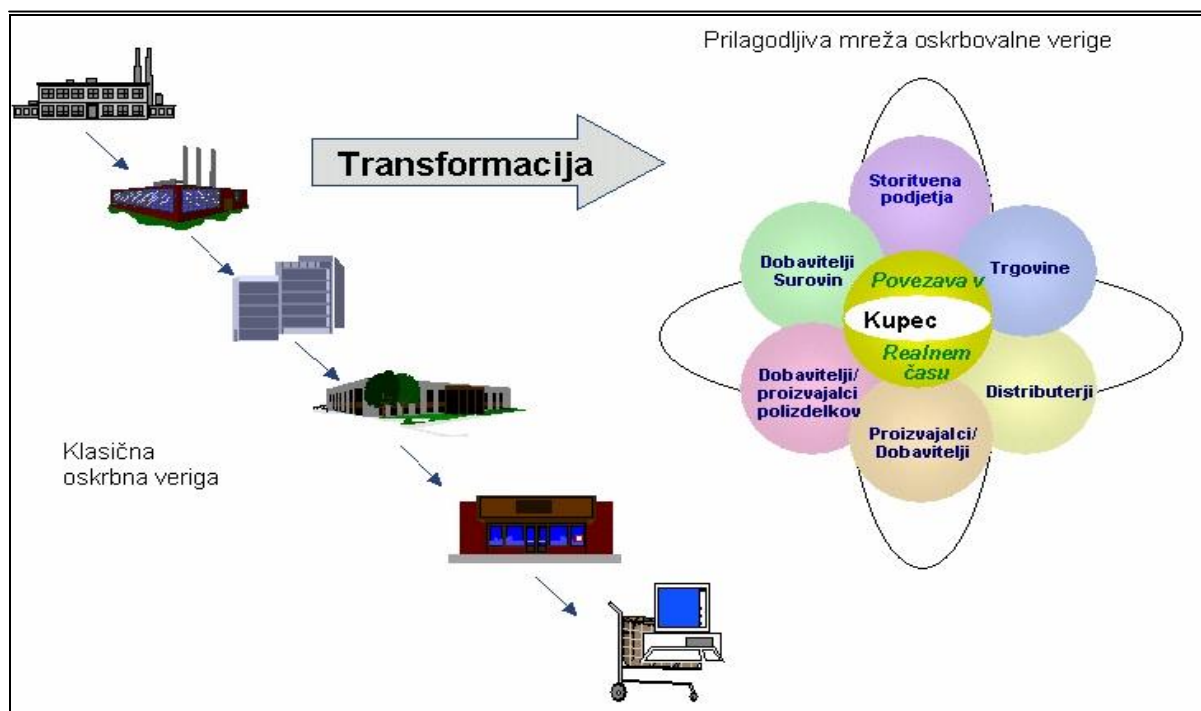 Prilagodljiva mreža oskrbovalne verige
Transformacija
Storitvena
podjetja
Dobavitelji
Surovin
Povezava v
Trgovine
Kupec
Realnem
času
Dobavitelji/
proizvajalci
polizdelkov
Distributerji
Proizvajalci/
Dobavitelji
Klasična
oskrbna veriga